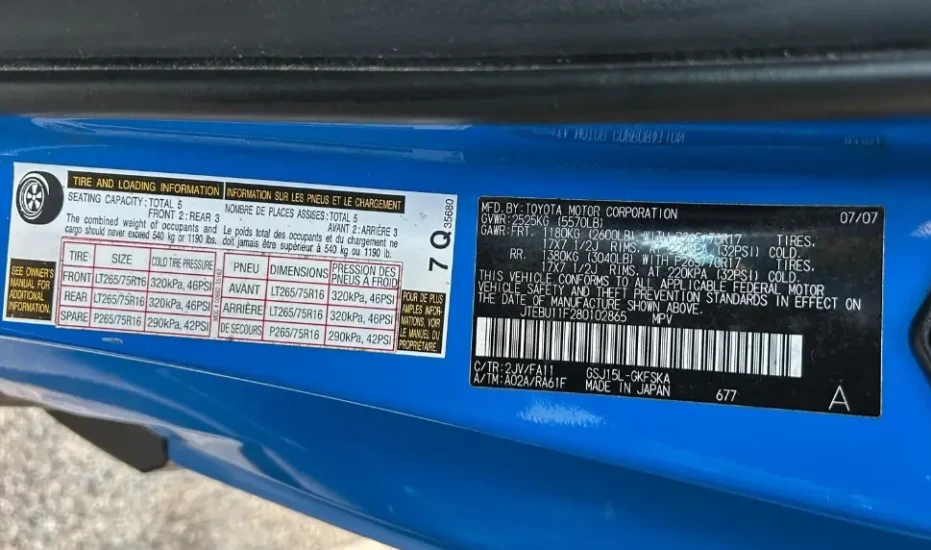 TIRE AND LOADING INFORMATION
INFORMATION SUR LES PNEUS ET LE CHARGEMENT
SEATING CAPACITY: TOTAL 5
FRONT 2: REAR 3
The combined weight of occupants and
cargo should never exceed 540 kg or 1190 lbs.
NOMBRE DE PLACES ASSISES: TOTAL 5
AVANT 2: ARRIÈRE 3
Le poids total des occupants et du chargement ne
doit jamais être supérieur à 540 kg ou 1190 lb.
SEE OWNER'S
MANUAL FOR
ADDITIONAL
INFORMATION.
TIRE SIZE COLD TIRE PRESSURE
FRONT LT265/75R16 320kPa, 46PSI
REAR LT265/75R16 320kPa, 46PSI
SPARE P265/75R16 290kPa, 42PSI
PNEU DIMENSIONS PRESSION DES PNEUS À FROID
AVANT LT265/75R16 320kPa, 46PSI
ARRIÈRE LT265/75R16 320kPa, 46PSI
DE SECOURS P265/75R16 290kPa, 42PSI
POUR DE PLUS
AMPLES INFOR-
MATIONS, VOIR
LE MANUEL DU
PROPRIÉTAIRE
7 Q 35680
MFD. BY: TOYOTA MOTOR CORPORATION 07/07
GVWR: 2525KG (5570LB)
GAWR: FRT. 1180KG (2600LB) WITH TIRES,
17X7 1/2J RIMS, (32PSI) COLD.
RR. 1380KG (3040LB) WITH TIRES,
17X7 1/2J RIMS, AT 220KPA (32PSI) COLD.
THIS VEHICLE CONFORMS TO ALL APPLICABLE FEDERAL MOTOR
VEHICLE SAFETY AND THEFT PREVENTION STANDARDS IN EFFECT ON
THE DATE OF MANUFACTURE SHOWN ABOVE.
JTEBU11F280102865 MPV
C/TR: 2JV/FA11 GSJ15L-GKFSKA
A/TM: A02A/RA61F MADE IN JAPAN 677 A